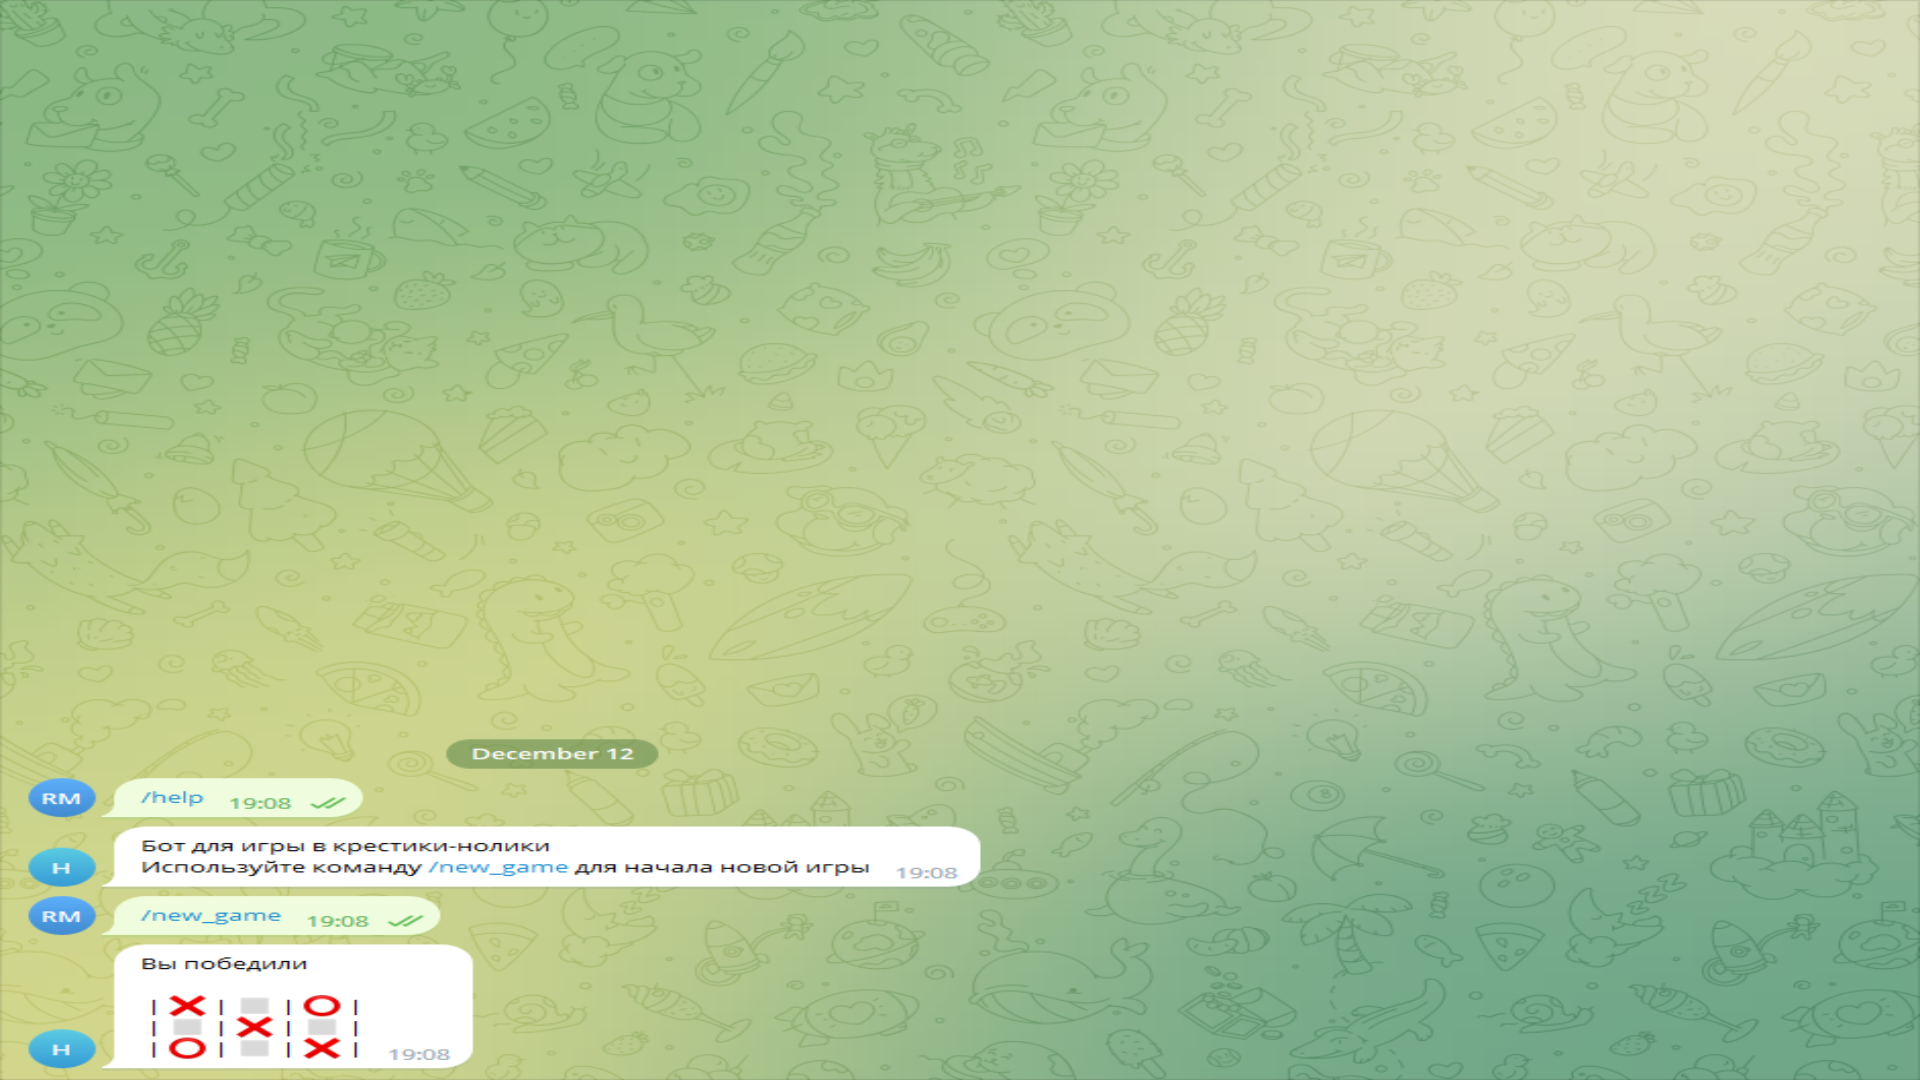 December 12
RM
/help 19:08
Бот для игры в крестики-нолики
H
Используйте команду /new_game для начала новой игры 19:08
RM
/new_game 19:08
Вы победили
| ❌ | ⬜ | ⭕ |
| ⬜ | ❌ | ⬜ |
H
| ⭕ | ⬜ | ❌ | 19:08